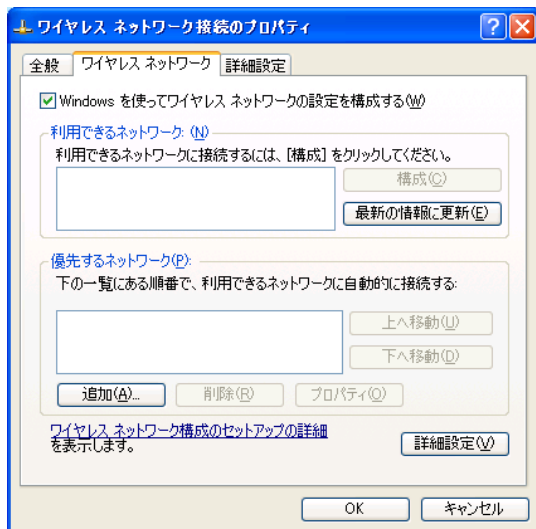 ワイヤレス ネットワーク接続のプロパティ
全般 ワイヤレス ネットワーク 詳細設定
Windows を使ってワイヤレス ネットワークの設定を構成する(W)
利用できるネットワーク: (N)
利用できるネットワークに接続するには、[構成] をクリックしてください。
構成(C)
最新の情報に更新(E)
優先するネットワーク(P):
下の一覧にある順番で、利用できるネットワークに自動的に接続する:
上へ移動(U)
下へ移動(D)
追加(A)... 削除(R) プロパティ(O)
ワイヤレス ネットワーク構成のセットアップの詳細
を表示します。
詳細設定(V)
OK キャンセル